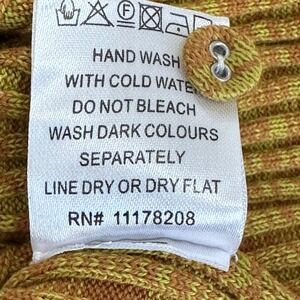 HAND WASH
WITH COLD WATER
DO NOT BLEACH
WASH DARK COLOURS
SEPARATELY
LINE DRY OR DRY FLAT
RN# 11178208